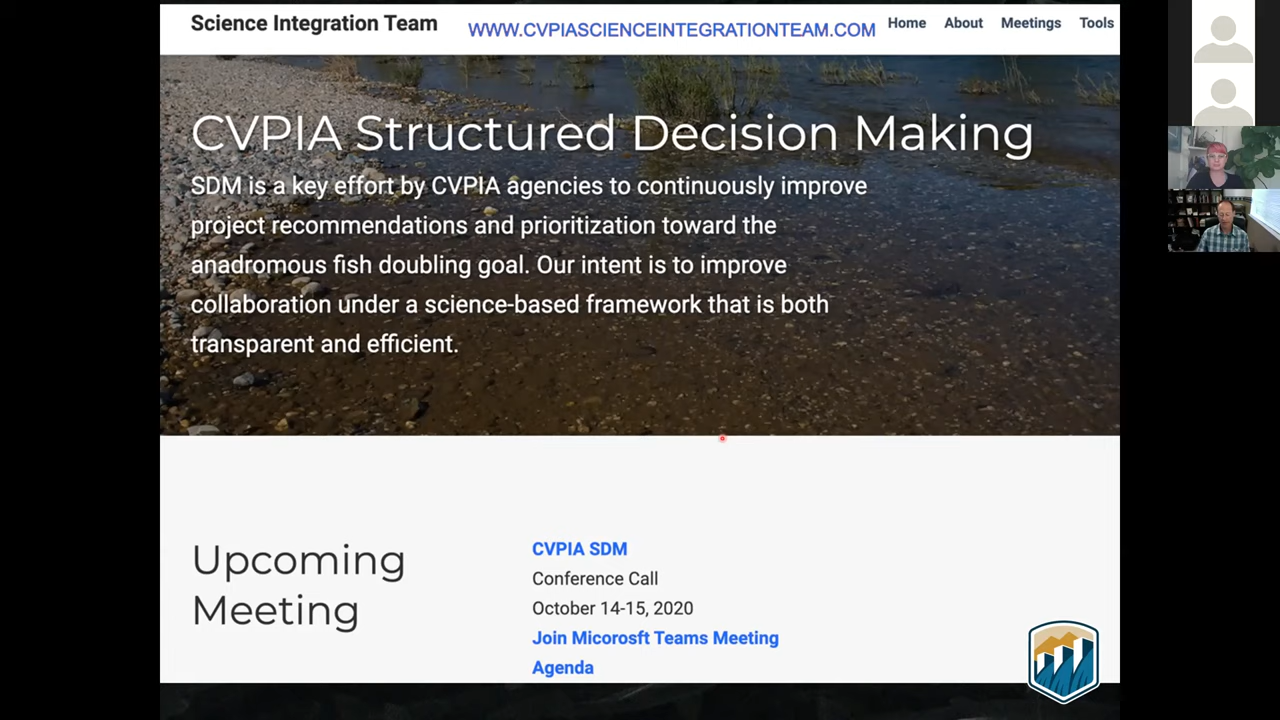 Science Integration Team
WWW.CVPIASCIENCEINTEGRATIONTEAM.COM
Home About Meetings Tools
CVPIA Structured Decision Making
SDM is a key effort by CVPIA agencies to continuously improve
project recommendations and prioritization toward the
anadromous fish doubling goal. Our intent is to improve
collaboration under a science-based framework that is both
transparent and efficient.
Upcoming
Meeting
CVPIA SDM
Conference Call
October 14-15, 2020
Join Micorosft Teams Meeting
Agenda